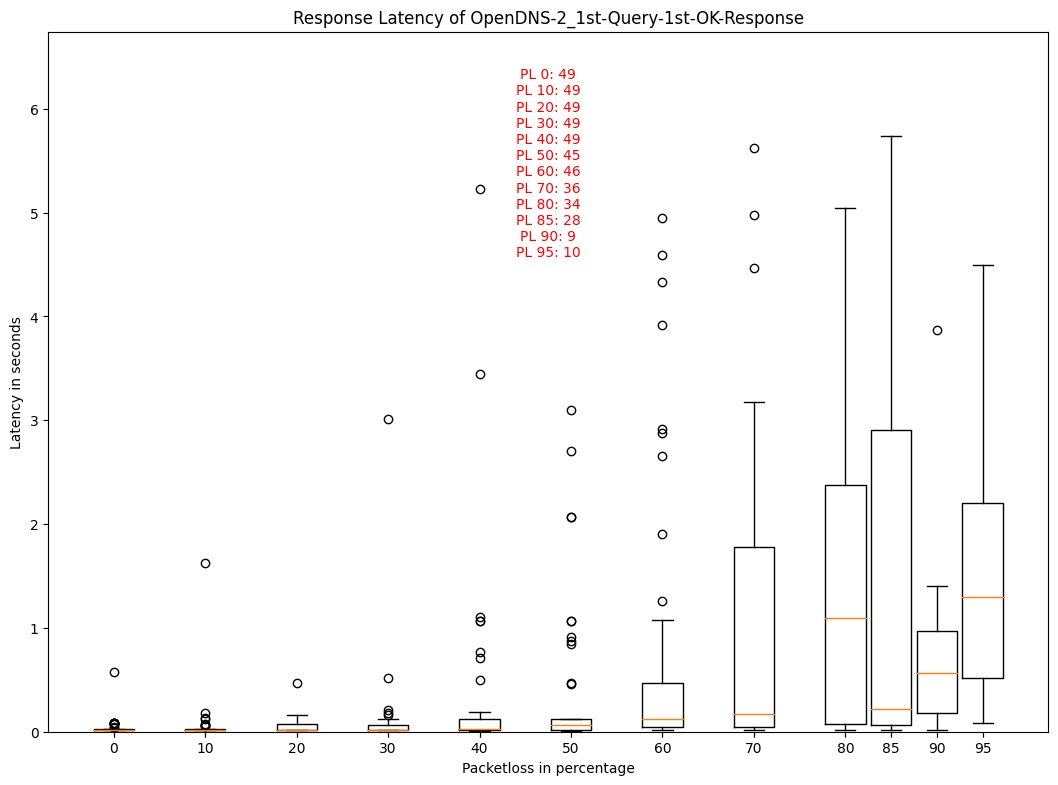 Response Latency of OpenDNS-2_1st-Query-1st-OK-Response
PL 0: 49
PL 10: 49
PL 20: 49
PL 30: 49
PL 40: 49
PL 50: 45
PL 60: 46
PL 70: 36
PL 80: 34
PL 85: 28
PL 90: 9
PL 95: 10
Latency in seconds
6
5
4
3
2
1
0
0 10 20 30 40 50 60 70 80 85 90 95
Packetloss in percentage